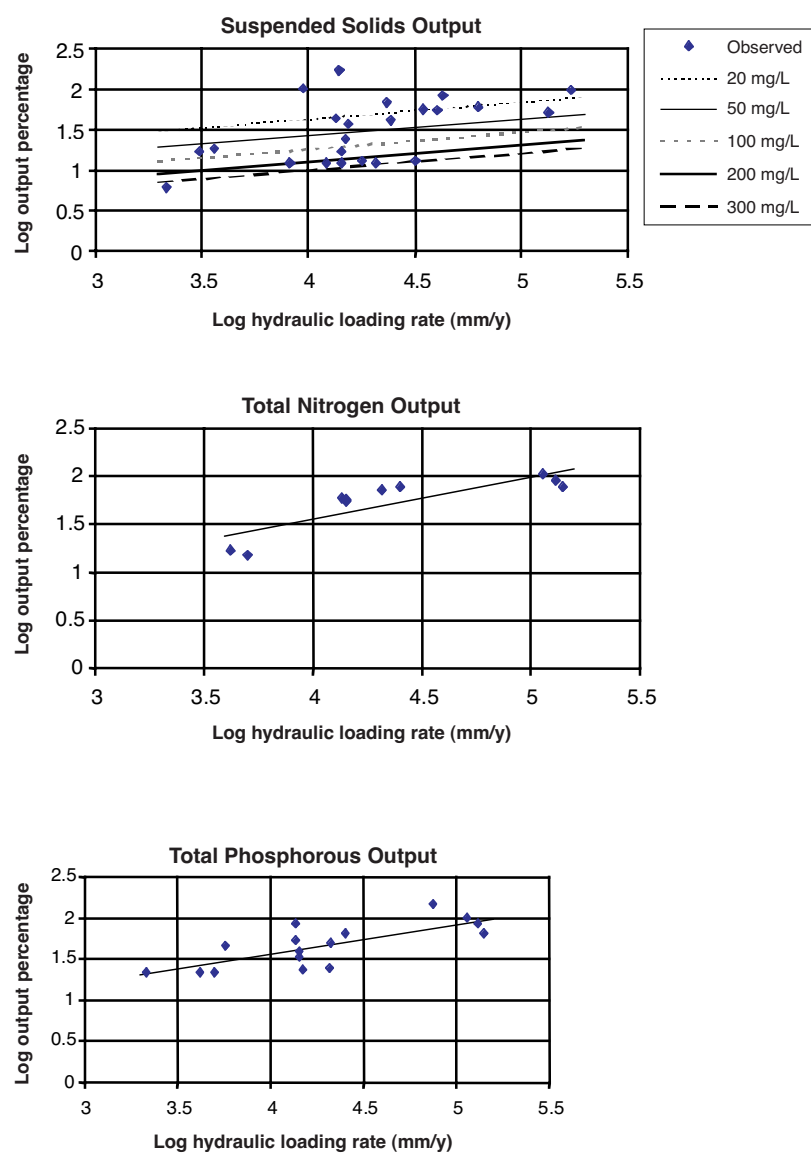 Suspended Solids Output
2.5
2
1.5
1
0.5
0
Log output percentage
3 3.5 4 4.5 5 5.5
Log hydraulic loading rate (mm/y)
Observed
20 mg/L
50 mg/L
100 mg/L
200 mg/L
300 mg/L
Total Nitrogen Output
2.5
2
1.5
1
0.5
0
Log output percentage
3 3.5 4 4.5 5 5.5
Log hydraulic loading rate (mm/y)
Total Phosphorous Output
2.5
2
1.5
1
0.5
0
Log output percentage
3 3.5 4 4.5 5 5.5
Log hydraulic loading rate (mm/y)